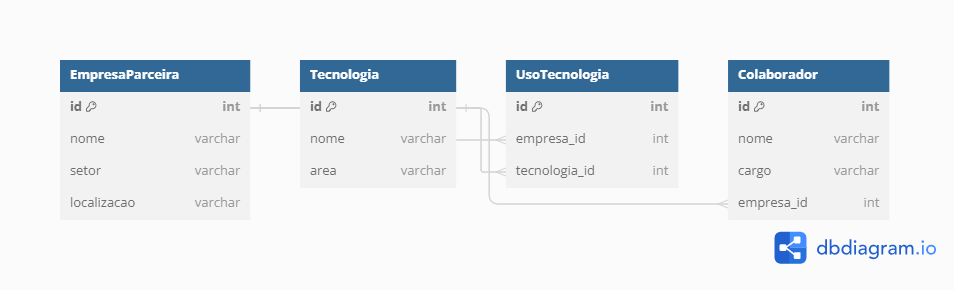 EmpresaParceira
id int
nome varchar
setor varchar
localizacao varchar
Tecnologia
id int
nome varchar
area varchar
UsoTecnologia
id int
empresa_id int
tecnologia_id int
Colaborador
id int
nome varchar
cargo varchar
empresa_id int
dbdiagram.io